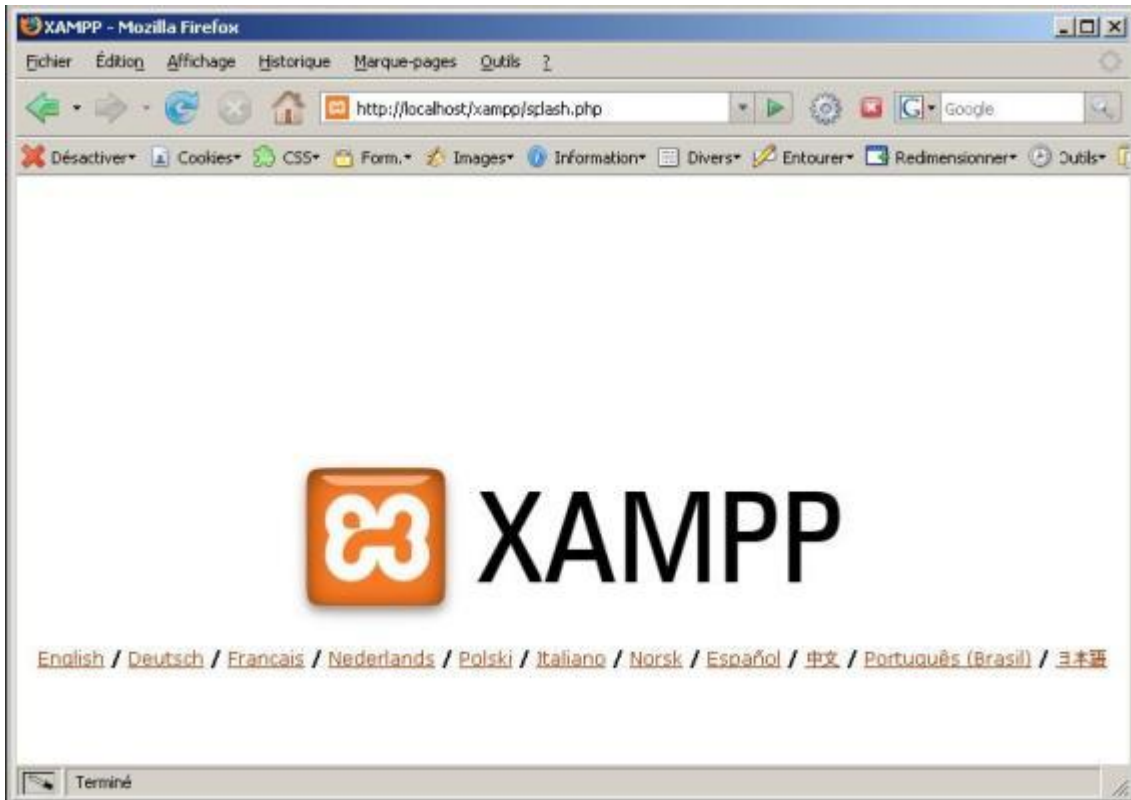 XAMPP - Mozilla Firefox
Fichier Édition Affichage Historique Marque-pages Outils ?
http://localhost/xampp/splash.php Google
Désactiver Cookies CSS Form. Images Information Divers Entourer Redimensionner Outils
XAMPP
English / Deutsch / Francais / Nederlands / Polski / Italiano / Norsk / Español / 中文 / Português (Brasil) / 日本語
Terminé